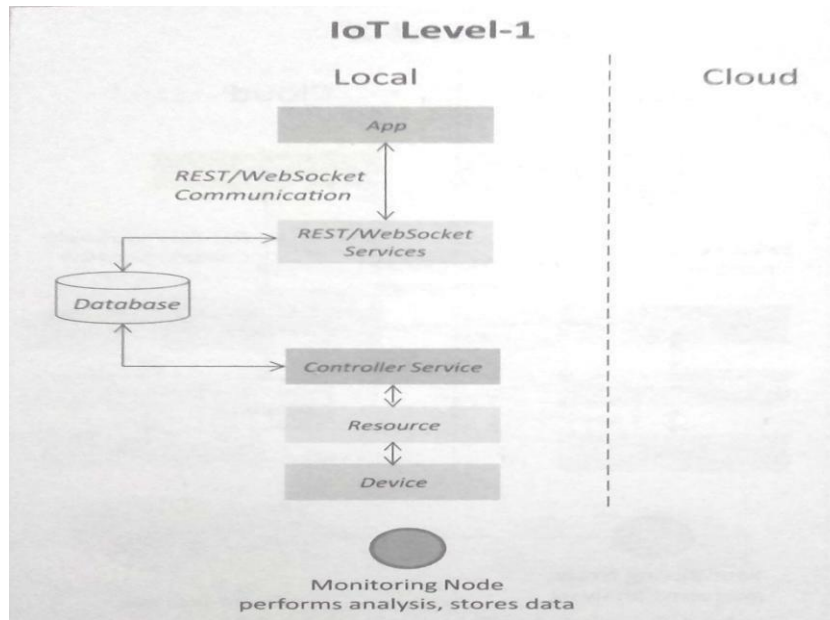 IoT Level-1
Local
Cloud
App
REST/WebSocket
Communication
REST/WebSocket
Services
Database
Controller Service
Resource
Device
Monitoring Node
performs analysis, stores data